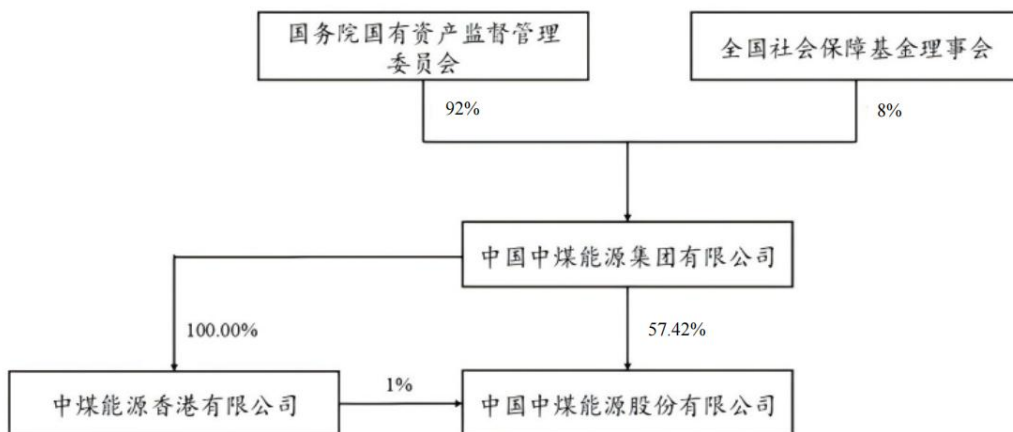 国务院国有资产监督管理
委员会
全国社会保障基金理事会
92%
8%
中国中煤能源集团有限公司
100.00%
57.42%
中煤能源香港有限公司
1%
中国中煤能源股份有限公司